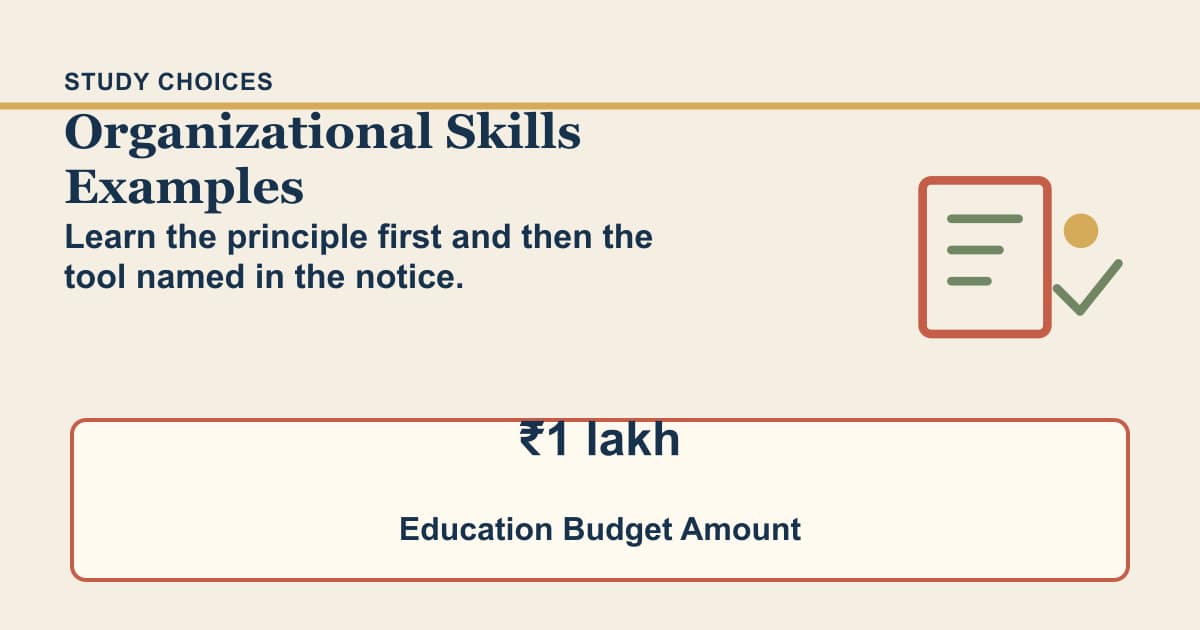 STUDY CHOICES
Organizational Skills
Examples
Learn the principle first and then the
tool named in the notice.
₹1 lakh
Education Budget Amount